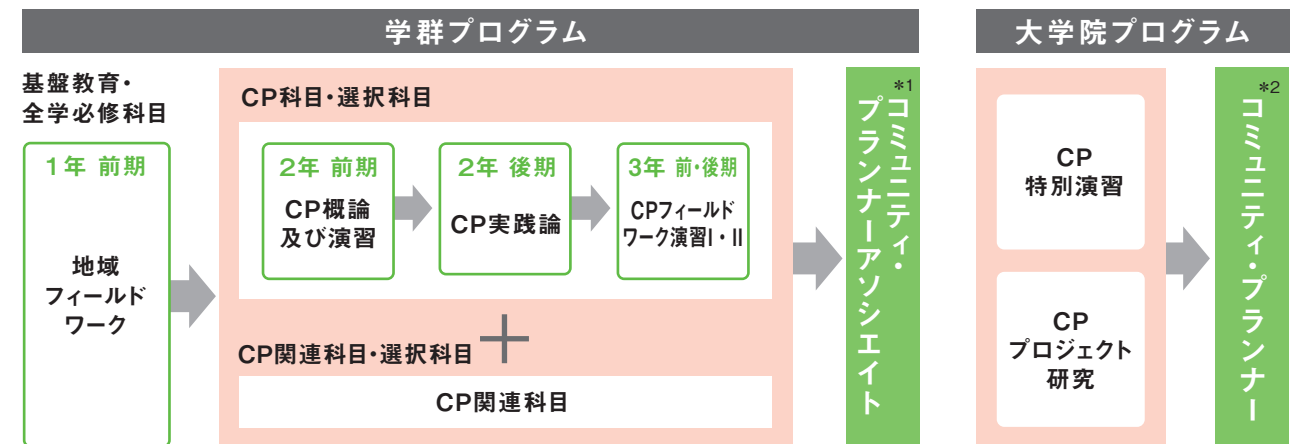 学群プログラム
基盤教育・
全学必修科目
1年 前期
地域
フィールド
ワーク
CP科目・選択科目
2年 前期
CP概論
及び演習
2年 後期
CP実践論
3年 前・後期
CPフィールド
ワーク演習I・II
CP関連科目・選択科目
+
CP関連科目
*1
コミュニティ・
プランナーアソシエイト
大学院プログラム
CP
特別演習
CP
プロジェクト
研究
*2
コミュニティ・プランナー